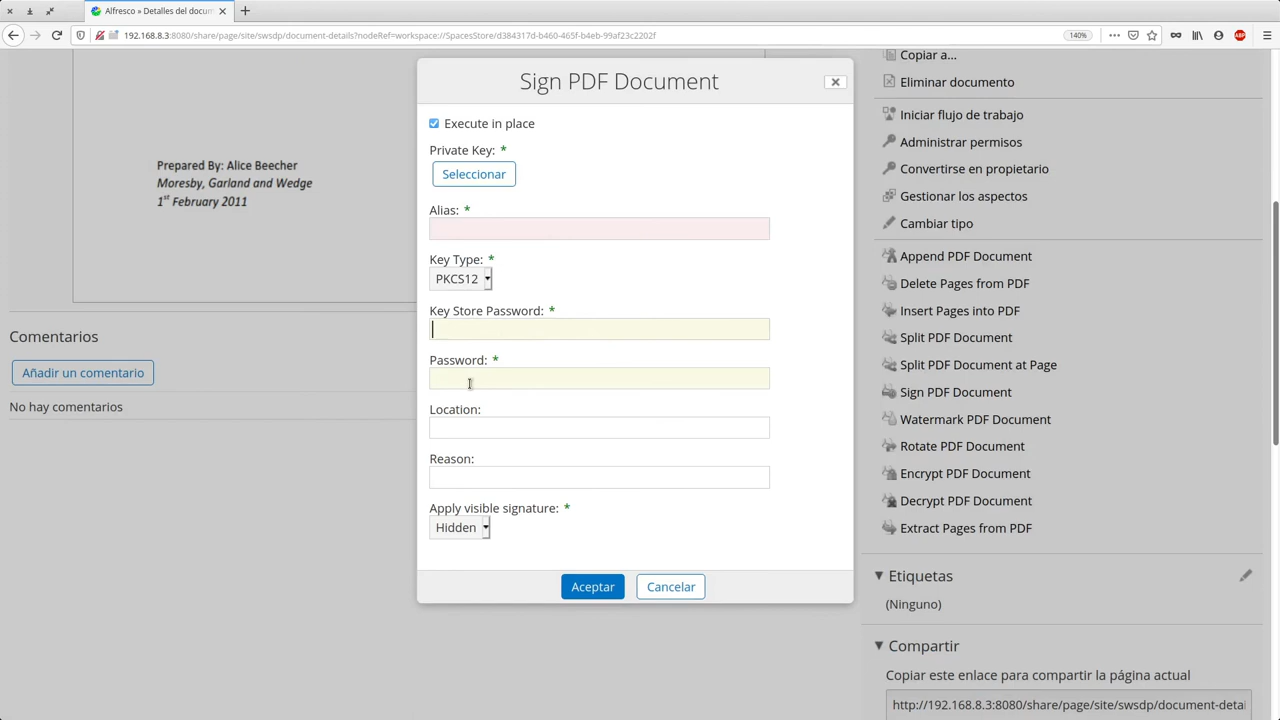 Alfresco » Detalles del docum
192.168.8.3:8080/share/page/site/swsdp/document-details?nodeRef=workspace://SpacesStore/d384317d-b460-465f-b4eb-99af23c2202f
140%
ABP
Prepared By: Alice Beecher
Moresby, Garland and Wedge
1st February 2011
Comentarios
Añadir un comentario
No hay comentarios
Sign PDF Document
Execute in place
Private Key: *
Seleccionar
Alias: *
Key Type: *
PKCS12
Key Store Password: *
Password: *
Location:
Reason:
Apply visible signature: *
Hidden
Aceptar
Cancelar
Copiar a...
Eliminar documento
Iniciar flujo de trabajo
Administrar permisos
Convertirse en propietario
Gestionar los aspectos
Cambiar tipo
Append PDF Document
Delete Pages from PDF
Insert Pages into PDF
Split PDF Document
Split PDF Document at Page
Sign PDF Document
Watermark PDF Document
Rotate PDF Document
Encrypt PDF Document
Decrypt PDF Document
Extract Pages from PDF
Etiquetas
(Ninguno)
Compartir
Copiar este enlace para compartir la página actual
http://192.168.8.3:8080/share/page/site/swsdp/document-detai